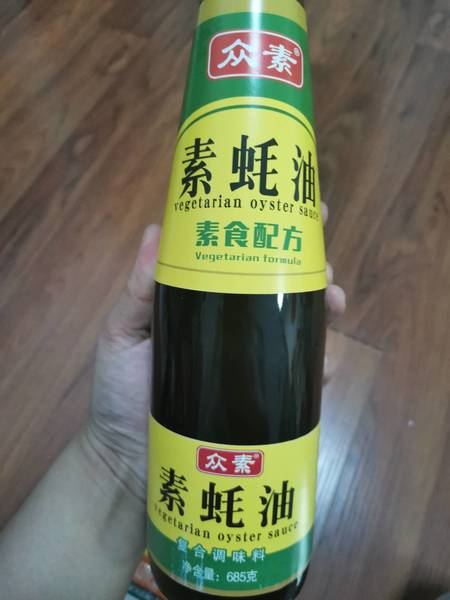 众素®
素蚝油
vegetarian oyster sauce
素食配方
Vegetarian formula
众素®
素蚝油
vegetarian oyster sauce
复合调味料
净含量：685克